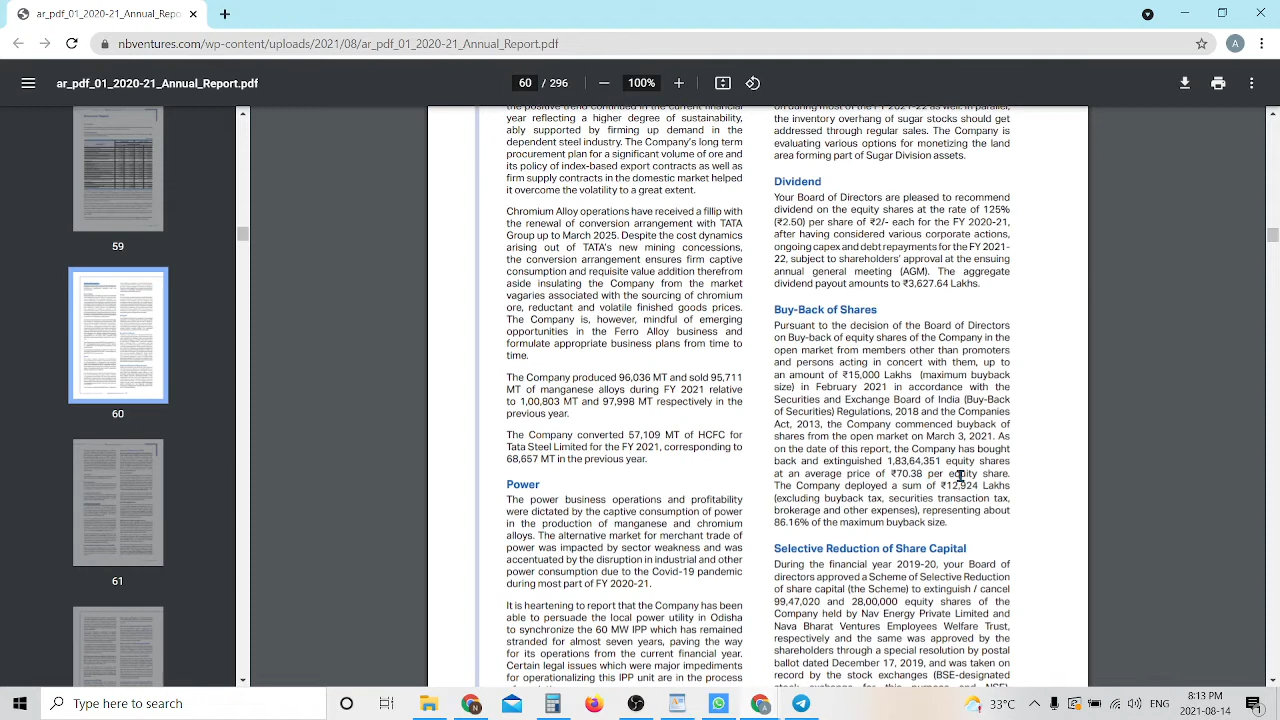 ar_pdf_01_2020-21_Annual_Repo
nbventures.com/wp-content/uploads/2021/08/ar_pdf_01_2020-21_Annual_Report.pdf
A
ar_pdf_01_2020-21_Annual_Report.pdf
60 / 296
100%
59
60
61
the positive trend continued in the current financial
year reflecting a higher degree of sustainability,
ably supported by firming up demand in the
dependent steel industry. The Company's long term
procurement plan for a significant volume of ore and
its policy of index-based export contracts as well as
firm supply contracts in the domestic market helped
it overcome the volatility to a great extent.
Chromium Alloy operations have received a fillip with
the renewal of conversion arrangement with TATA
Group up to March 2025. Despite the cost dynamics
arising out of TATA's new mining concessions,
the conversion arrangement ensures firm captive
consumption and requisite value addition therefrom
apart insulating the Company from the market
vagaries associated with the sourcing of chromium
ore thereof and volatile finished goods prices.
The Company is, however, mindful of emerging
opportunities in the Ferro Alloy business and
formulate appropriate business plans from time to
time.
The Company produced 96,036 MT and sold 95,711
MT of manganese alloys during FY 2021 relative
to 1,00,803 MT and 97,998 MT respectively in the
previous year.
The Company converted 57,109 MT of HCFC for
Tata Steel Limited for the FY 2021, corresponding to
68,657 MT in the previous year.
Power
The power business operations and profitability
were dictated by the captive consumption of power
in the production of manganese and chromium
alloys. The alternative market for merchant trade of
power was impacted by sector weakness and was
accentuated by the disruption in industrial and other
power consumption due to the Covid-19 pandemic
during most part of FY 2020-21.
It is heartening to report that the Company has been
able to persuade the local power utility in Odisha
to synchronize the 60 MW IPP which has remained
stranded for almost seven years, paving the way
for its operations from the current financial year.
Certain legal issues which were major impediments
for operationalizing this IPP unit are in the process
the inventory overhang of sugar stocks should get
addressed through regular sales. The Company is
evaluating various options for monetizing the land
area forming part of Sugar Division assets.
Dividend
Your Board of Directors are pleased to recommend
dividend on the equity shares at the rate of 125%
(₹2.50) per share of ₹2/- each for the FY 2020-21,
after having considered various corporate actions,
ongoing capex and debt repayments for the FY 2021-
22, subject to shareholders' approval at the ensuing
annual general meeting (AGM). The aggregate
dividend payout amounts to ₹3,627.64 Lakhs.
Buy-Back of Shares
Pursuant to the decision of the Board of Directors
on Buy-back of equity shares of the Company in the
open market from members other than promoters
and persons acting in concert with them, up to
an amount of ₹15,000 Lakhs (maximum buyback
size) in February 2021 in accordance with the
Securities and Exchange Board of India (Buy-Back
of Securities) Regulations, 2018 and the Companies
Act, 2013, the Company commenced buyback of
shares from the open market on March 3, 2021. As
on the date of this report, the Company has bought
back and extinguished 1,83,64,351 equity shares
at an average price of ₹70.38 per equity share.
The Company deployed a sum of ₹12,924 Lakhs
(excluding buyback tax, securities transaction tax,
brokerage and other expenses), representing about
86.16% of the maximum buyback size.
Selective Reduction of Share Capital
During the financial year 2019-20, your Board of
directors approved a Scheme of Selective Reduction
of share capital (the Scheme) to extinguish / cancel
99,47,020 and 28,00,000 equity shares of the
Company held by Nav Energy Private Limited and
Nava Bharat Ventures Employees Welfare Trust,
respectively and the same was approved by the
shareholders through a special resolution by postal
ballot dated December 17, 2019, and was taken on
record by the stock exchanges (BSE-designated
Type here to search
33°C
ENG
8:13 PM
2021-08-14